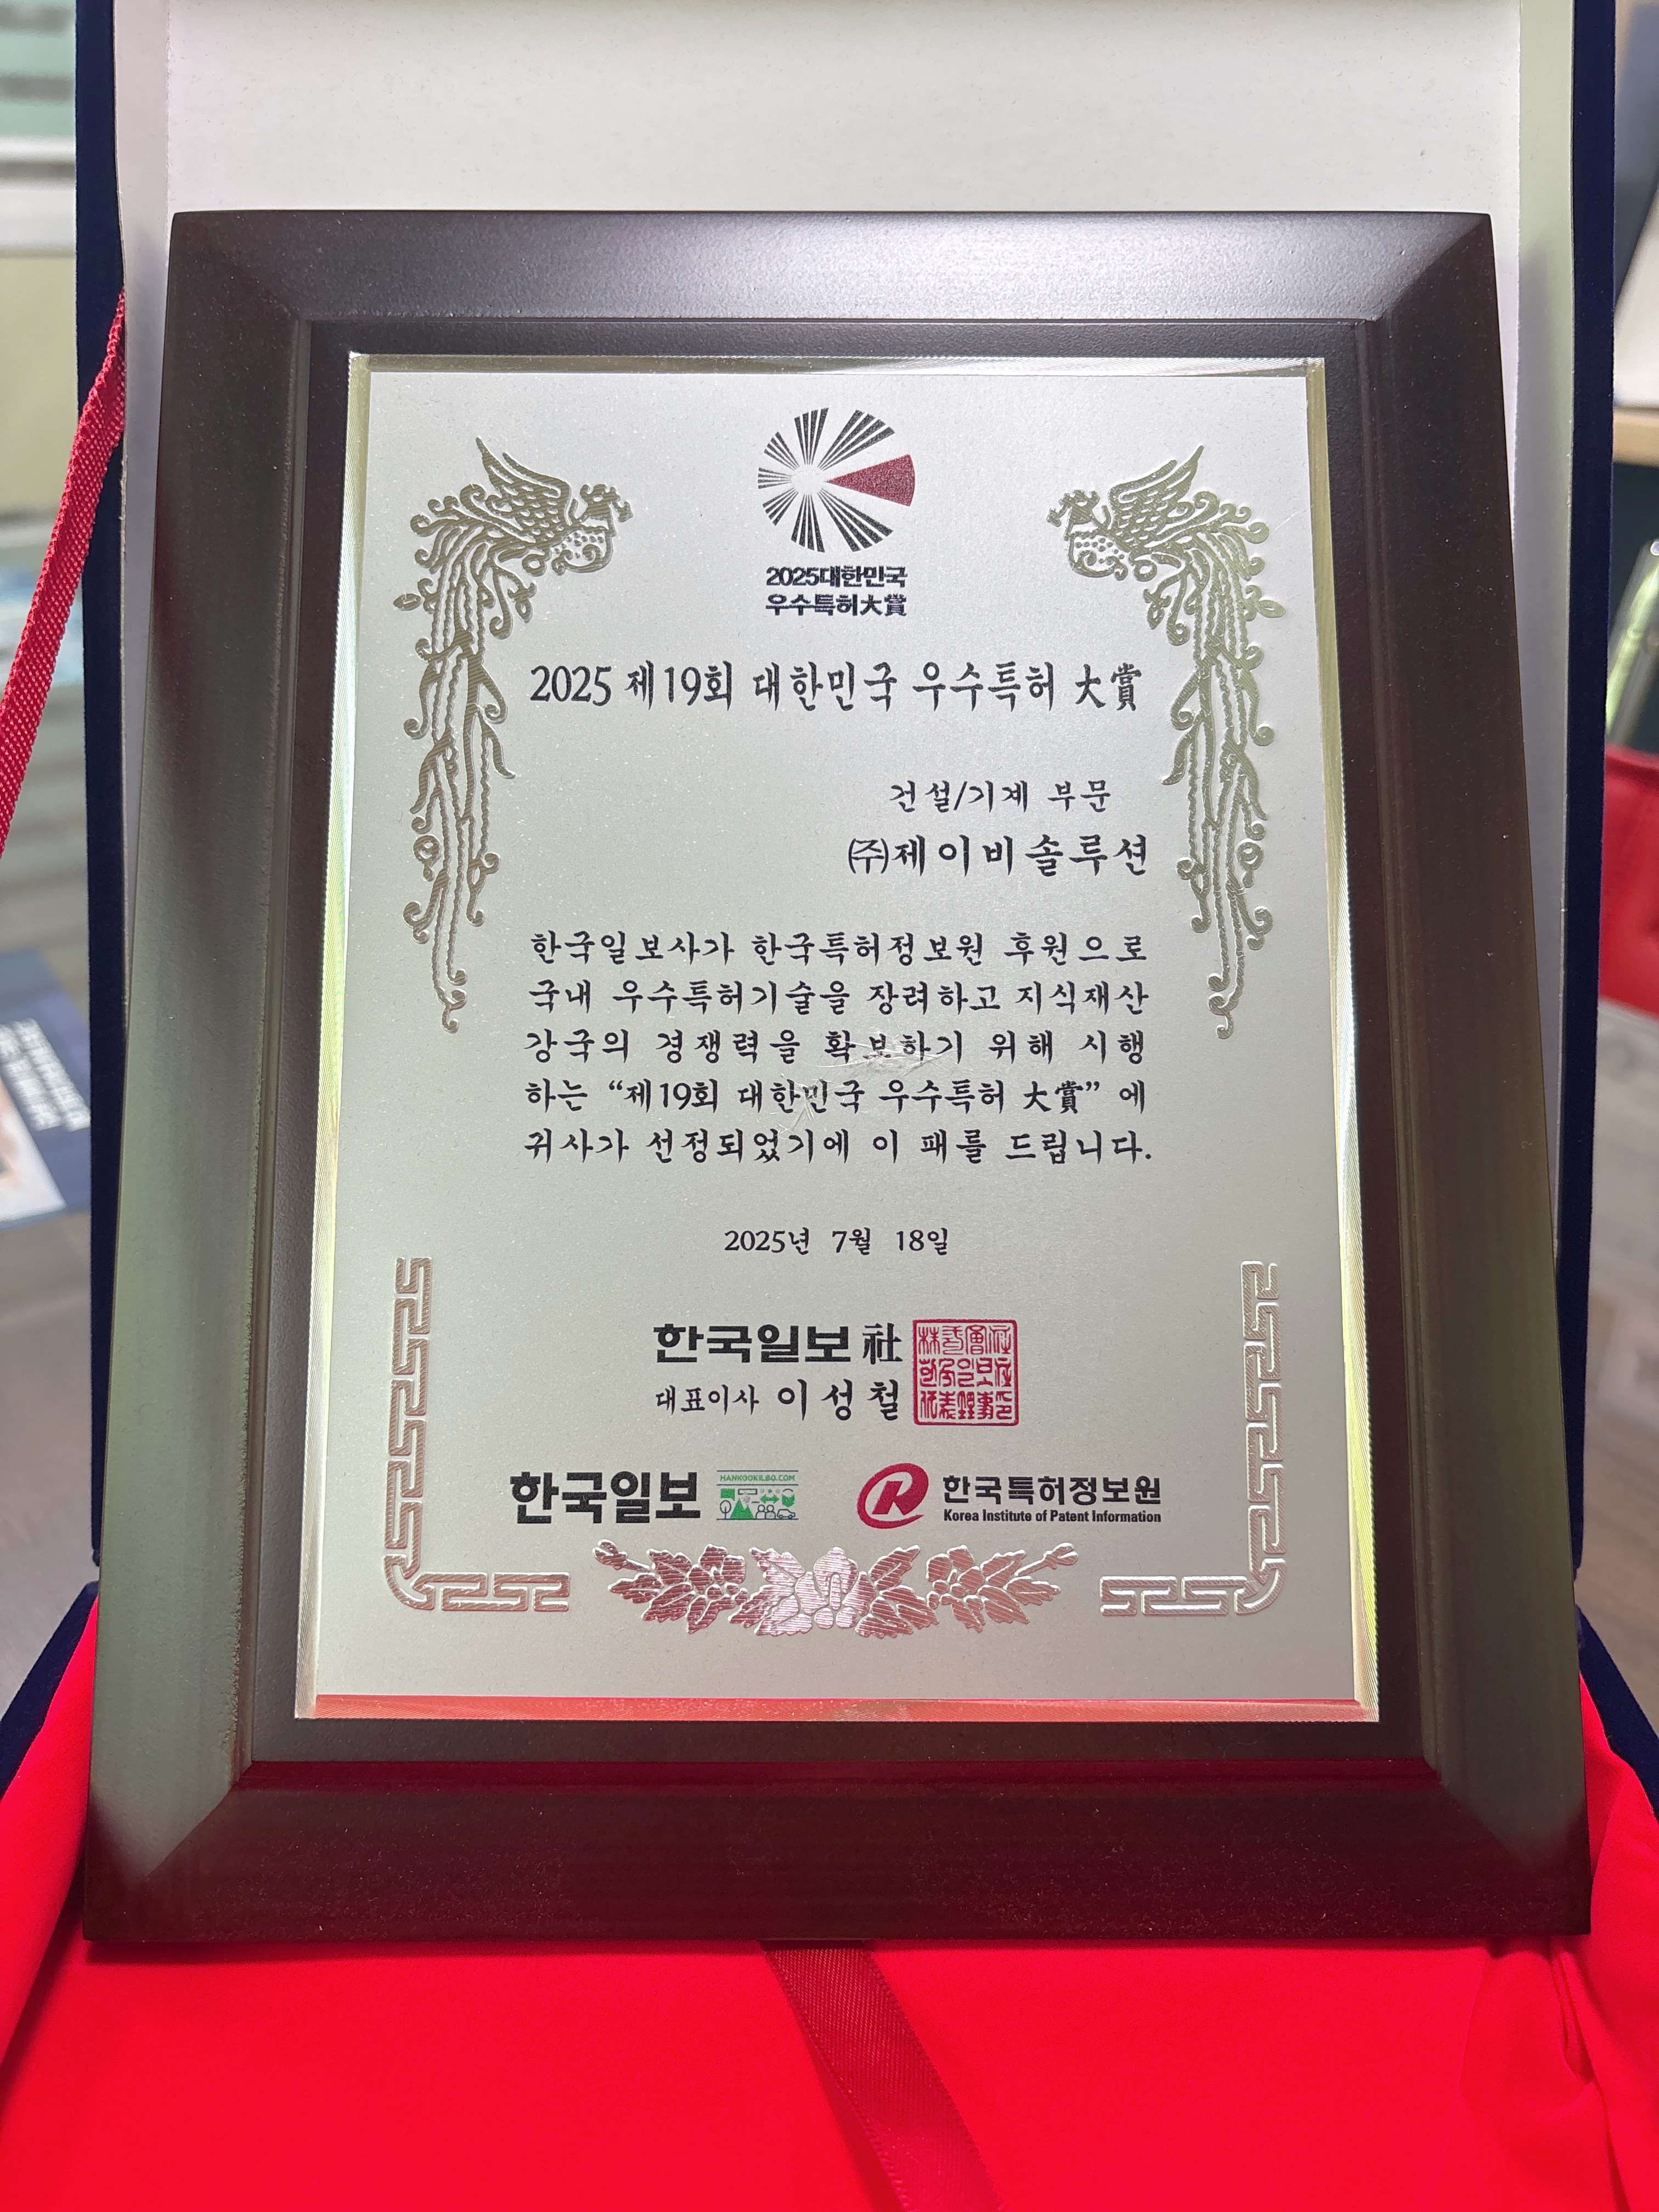 2025대한민국
우수특허大賞
2025 제19회 대한민국 우수특허 大賞
건설/기계 부문
㈜제이비솔루션
한국일보사가 한국특허정보원 후원으로
국내 우수특허기술을 장려하고 지식재산
강국의 경쟁력을 확보하기 위해 시행
하는 “제19회 대한민국 우수특허 大賞” 에
귀사가 선정되었기에 이 패를 드립니다.
2025년 7월 18일
한국일보社
대표이사 이성철
한국일보 HANKOOKILBO.COM
한국특허정보원
Korea Institute of Patent Information